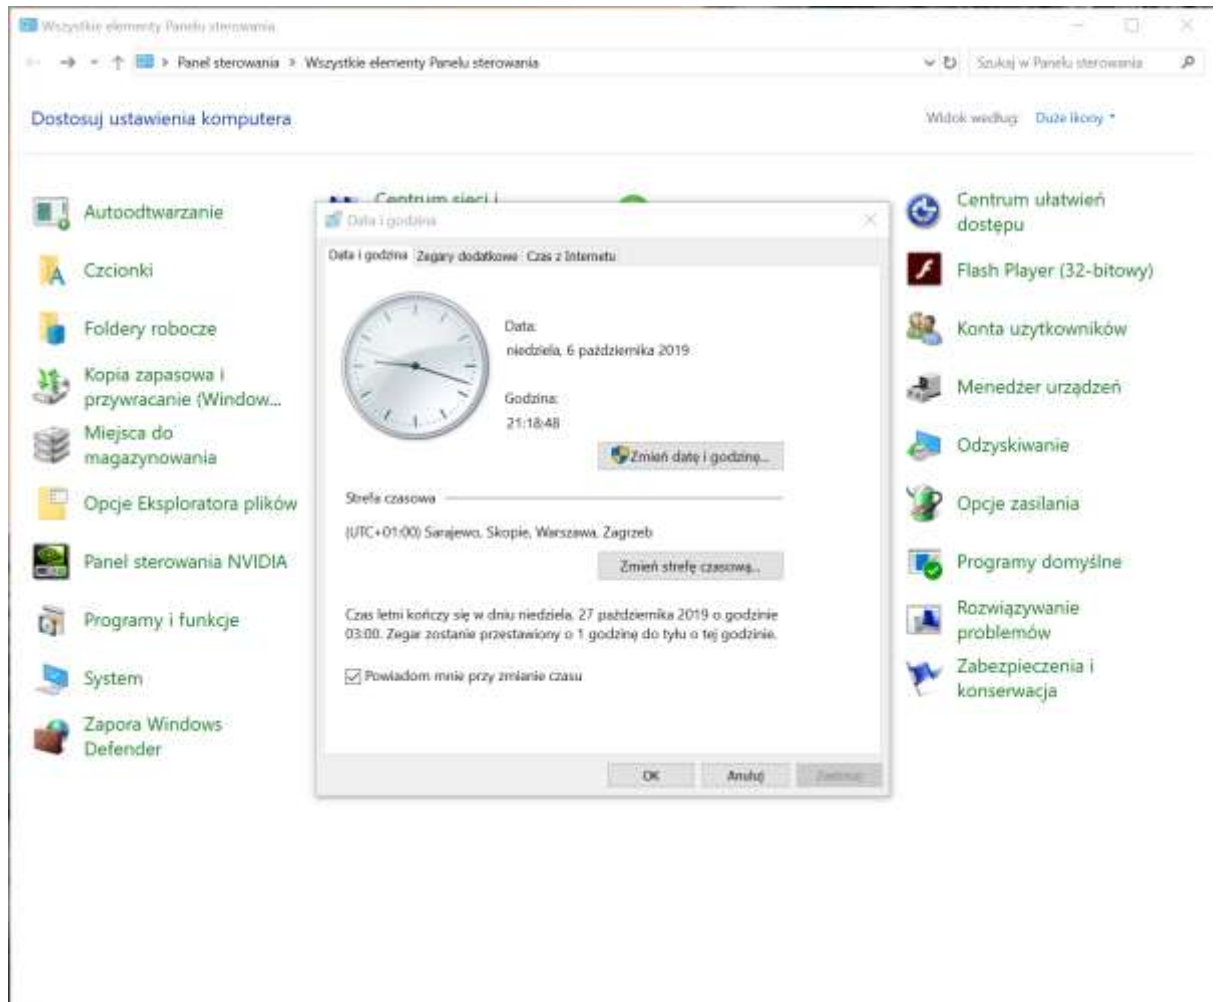 Wszystkie elementy Panelu sterowania
Panel sterowania > Wszystkie elementy Panelu sterowania
Szukaj w Panelu sterowania
Dostosuj ustawienia komputera
Widok według: Duże ikony
Autoodtwarzanie
Czcionki
Foldery robocze
Kopia zapasowa i
przywracanie (Window...
Miejsca do
magazynowania
Opcje Eksploratora plików
Panel sterowania NVIDIA
Programy i funkcje
System
Zapora Windows
Defender
Centrum sieci i
Data i godzina
Data i godzina Zegary dodatkowe Czas z Internetu
Data:
niedziela, 6 października 2019
Godzina:
21:18:48
Zmień datę i godzinę...
Strefa czasowa
(UTC+01:00) Sarajewo, Skopie, Warszawa, Zagrzeb
Zmień strefę czasową...
Czas letni kończy się w dniu niedziela, 27 października 2019 o godzinie
03:00. Zegar zostanie przestawiony o 1 godzinę do tyłu o tej godzinie.
Powiadom mnie przy zmianie czasu
OK
Anuluj
Zastosuj
Centrum ułatwień
dostępu
Flash Player (32-bitowy)
Konta użytkowników
Menedżer urządzeń
Odzyskiwanie
Opcje zasilania
Programy domyślne
Rozwiązywanie
problemów
Zabezpieczenia i
konserwacja